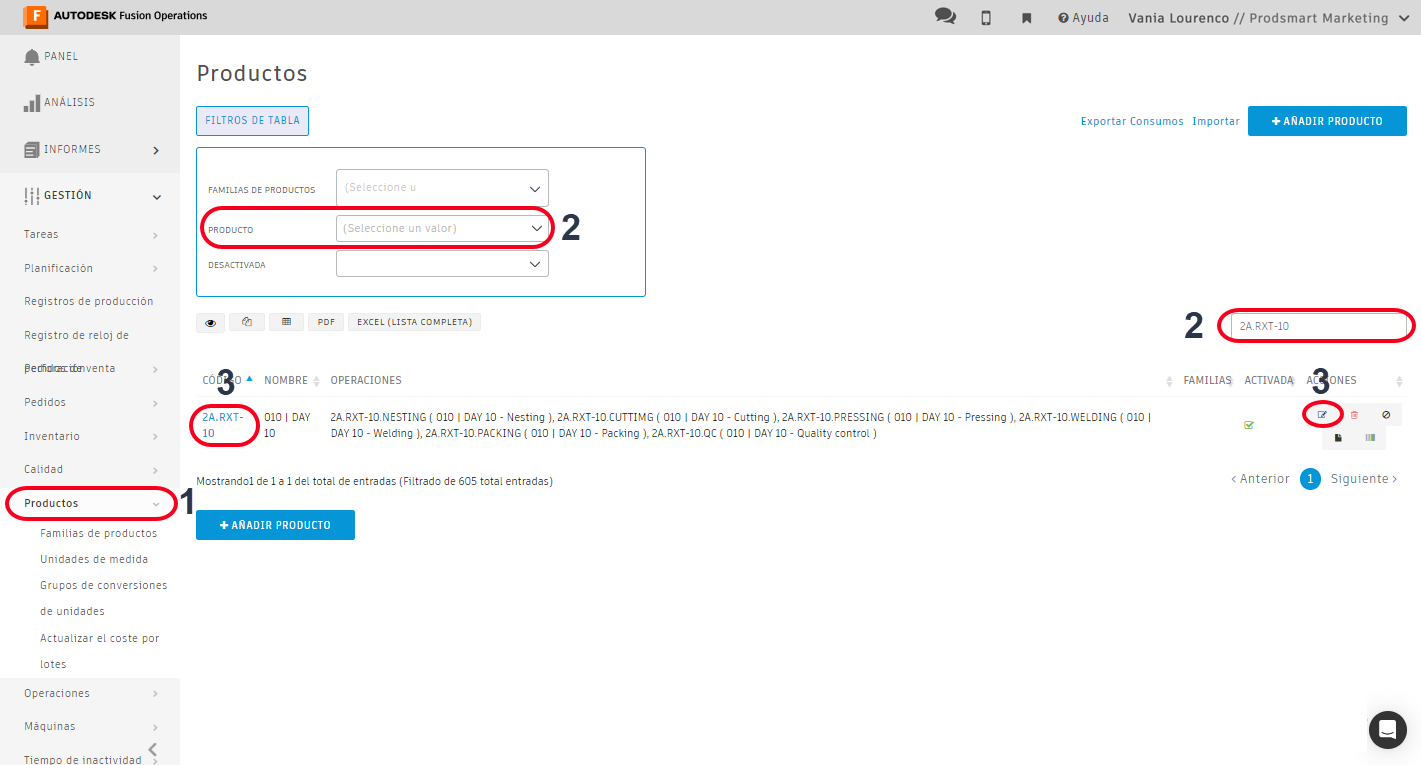 AUTODESK Fusion Operations
Ayuda
Vania Lourenco // Prodsmart Marketing
PANEL
ANÁLISIS
INFORMES
GESTIÓN
Tareas
Planificación
Registros de producción
Registro de reloj de
Pedidos
Inventario
Calidad
Productos
1
Familias de productos
Unidades de medida
Grupos de conversiones
de unidades
Actualizar el coste por
lotes
Operaciones
Máquinas
Tiempo de inactividad
Productos
FILTROS DE TABLA
Exportar Consumos Importar
AÑADIR PRODUCTO
FAMILIAS DE PRODUCTOS
(Seleccione u
PRODUCTO
(Seleccione un valor)
2
DESACTIVADA
PDF
EXCEL (LISTA COMPLETA)
2
2A.RXT-10
CÓDIGO NOMBRE OPERACIONES FAMILIAS ACTIVADA ACCIONES
3
3
2A.RXT-
10
010 | DAY
10
2A.RXT-10.NESTING ( 010 | DAY 10 - Nesting ), 2A.RXT-10.CUTTIMG ( 010 | DAY 10 - Cutting ), 2A.RXT-10.PRESSING ( 010 | DAY 10 - Pressing ), 2A.RXT-10.WELDING ( 010 |
DAY 10 - Welding ), 2A.RXT-10.PACKING ( 010 | DAY 10 - Packing ), 2A.RXT-10.QC ( 010 | DAY 10 - Quality control )
Mostrando1 de 1 a 1 del total de entradas (Filtrado de 605 total entradas)
‹ Anterior 1 Siguiente ›
AÑADIR PRODUCTO